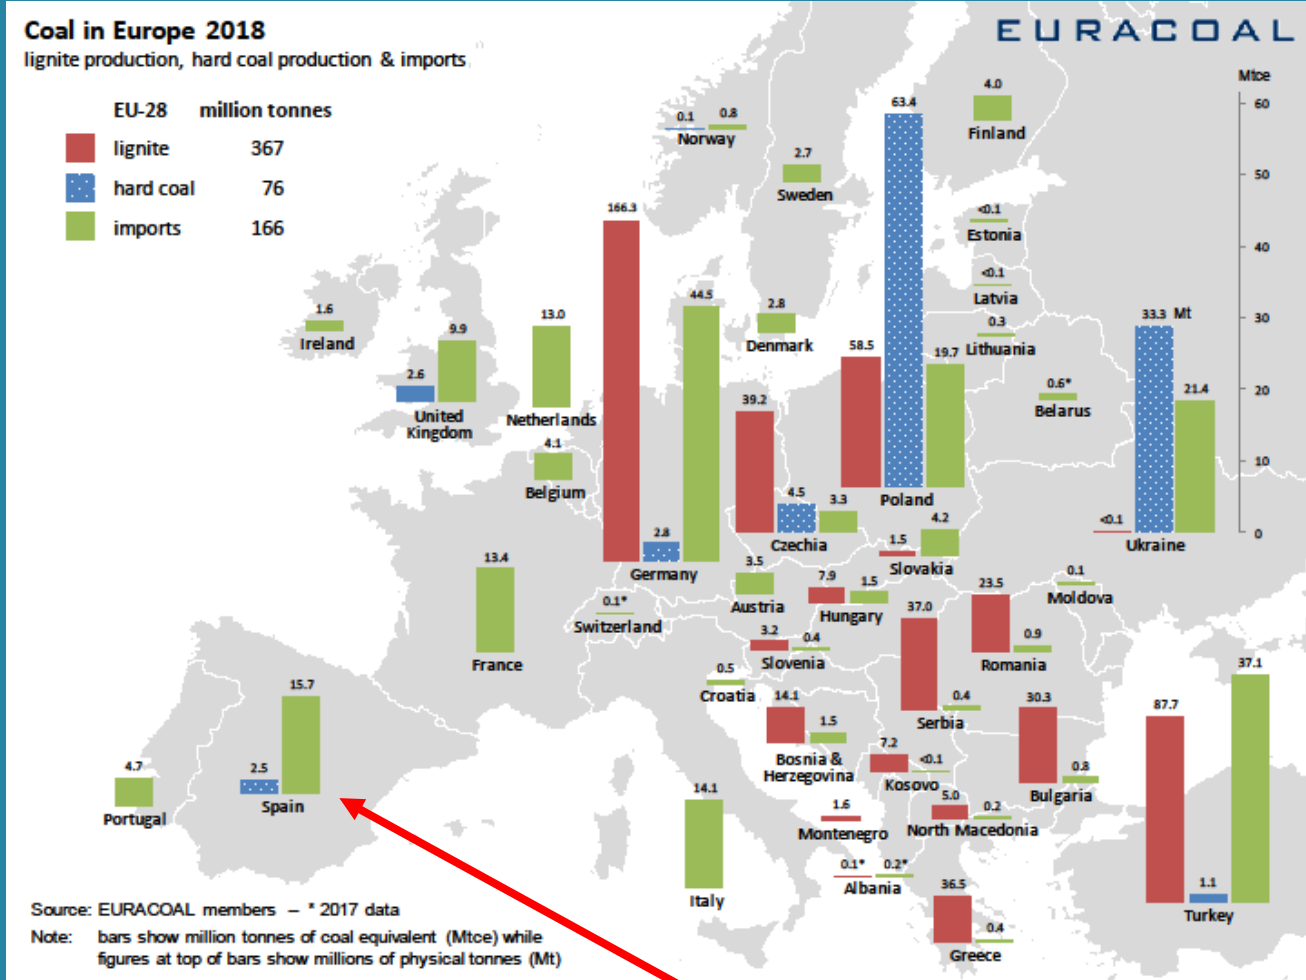 Coal in Europe 2018
lignite production, hard coal production & imports
EURACOAL
EU-28 million tonnes
lignite 367
hard coal 76
imports 166
Mtce
60
50
40
30
20
10
0
0.1 0.8
Norway
2.7
Sweden
4.0
Finland
<0.1
Estonia
<0.1
Latvia
0.3
Lithuania
0.6*
Belarus
1.6
Ireland
2.6 9.9
United
Kingdom
13.0
Netherlands
4.1
Belgium
166.3 2.8 44.5
Germany
2.8
Denmark
58.5 63.4 19.7
Poland
39.2 4.5 3.3
Czechia
1.5 4.2
Slovakia
<0.1 33.3 Mt 21.4
Ukraine
13.4
France
0.1*
Switzerland
3.5
Austria
7.9 1.5
Hungary
3.2 0.4
Slovenia
0.5
Croatia
37.0 0.4
Serbia
23.5 0.9
Romania
0.1
Moldova
14.1 1.5
Bosnia &
Herzegovina
7.2 <0.1
Kosovo
30.3 0.8
Bulgaria
1.6
Montenegro
5.0 0.2
North Macedonia
0.1* 0.2*
Albania
36.5 0.4
Greece
87.7 1.1 37.1
Turkey
4.7
Portugal
2.5 15.7
Spain
14.1
Italy
Source: EURACOAL members – * 2017 data
Note: bars show million tonnes of coal equivalent (Mtce) while
figures at top of bars show millions of physical tonnes (Mt)